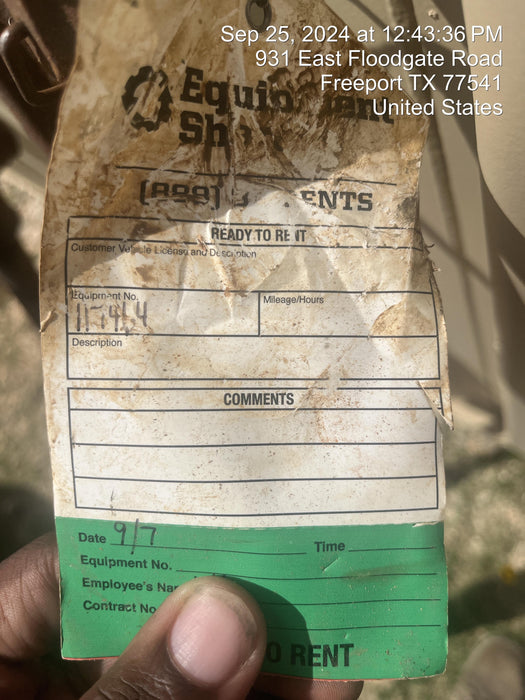 Sep 25, 2024 at 12:43:36 PM
931 East Floodgate Road
Freeport TX 77541
United States
READY TO RENT
Customer Vehicle License and Description
Equipment No.
Mileage/Hours
Description
COMMENTS
Date 9/7 Time
Equipment No.
Employee's
Contract No
O RENT